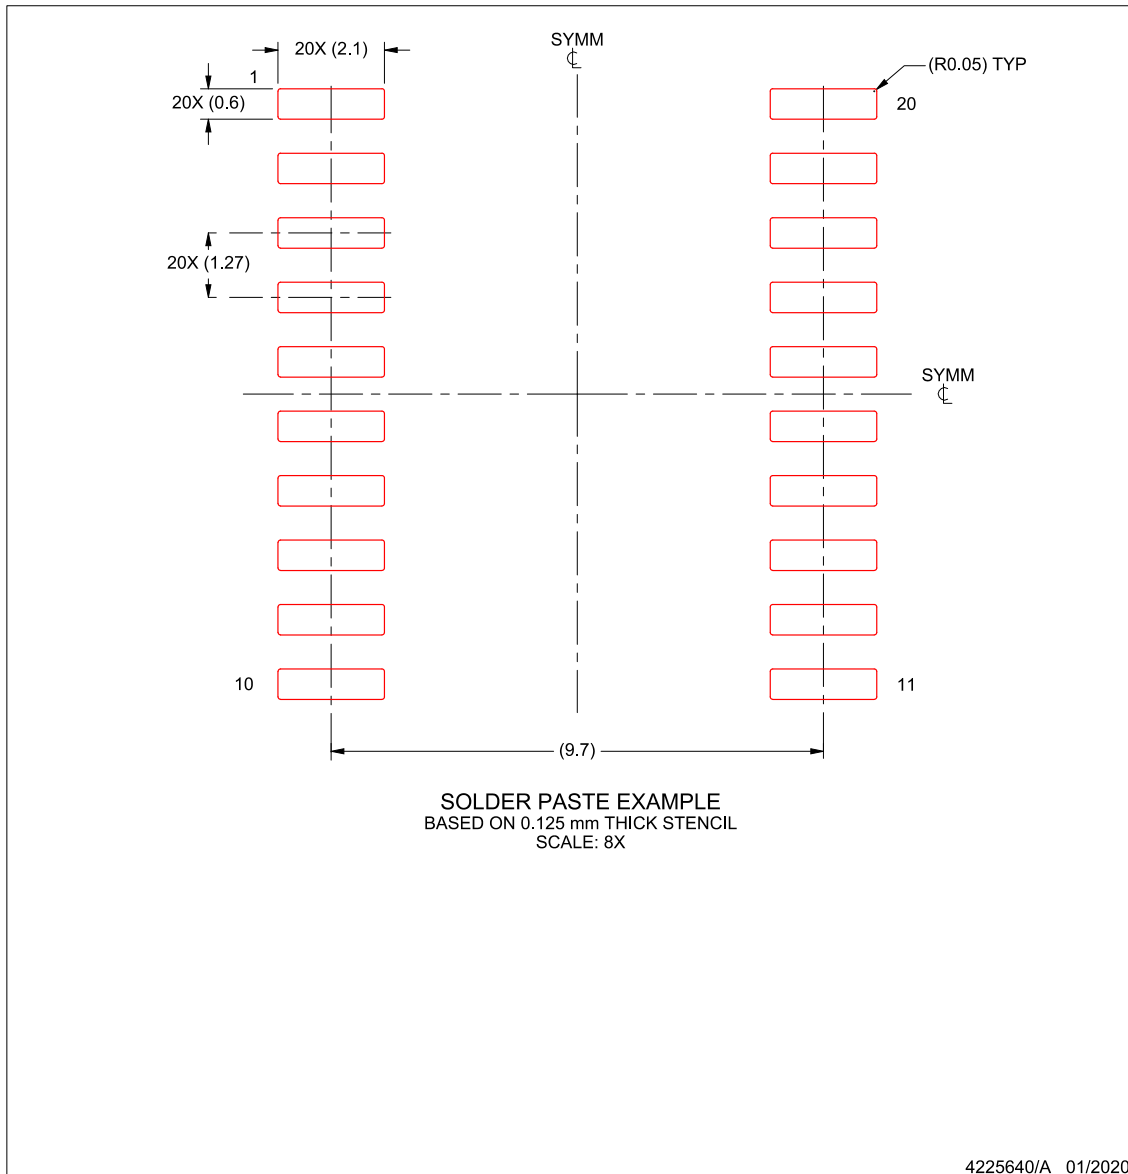 SYMM
20X (2.1)
(R0.05) TYP
1
20X (0.6)
20
20X (1.27)
SYMM
10
11
(9.7)
SOLDER PASTE EXAMPLE
BASED ON 0.125 mm THICK STENCIL
SCALE: 8X
4225640/A 01/2020